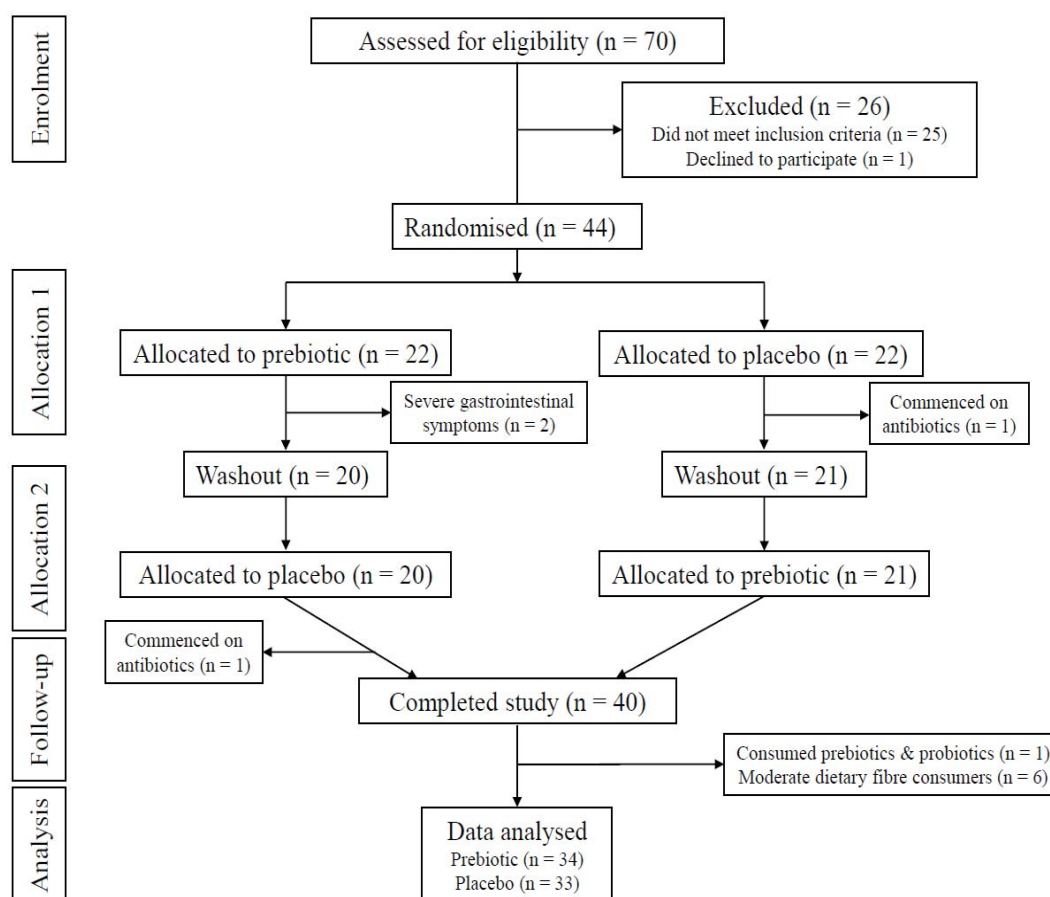 Enrolment
Assessed for eligibility (n = 70)
Excluded (n = 26)
Did not meet inclusion criteria (n = 25)
Declined to participate (n = 1)
Randomised (n = 44)
Allocation 1
Allocated to prebiotic (n = 22)
Allocated to placebo (n = 22)
Severe gastrointestinal
symptoms (n = 2)
Commenced on
antibiotics (n = 1)
Washout (n = 20)
Washout (n = 21)
Allocation 2
Allocated to placebo (n = 20)
Allocated to prebiotic (n = 21)
Commenced on
antibiotics (n = 1)
Follow-up
Completed study (n = 40)
Consumed prebiotics & probiotics (n = 1)
Moderate dietary fibre consumers (n = 6)
Analysis
Data analysed
Prebiotic (n = 34)
Placebo (n = 33)